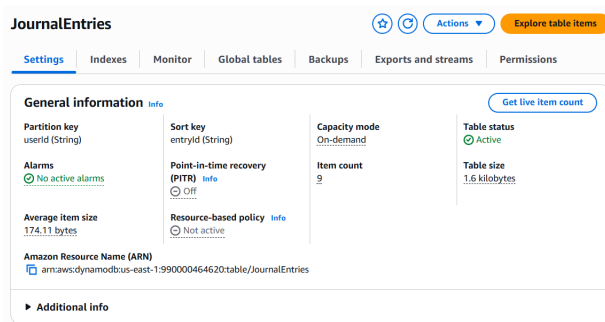 JournalEntries
Actions
Explore table items
Settings Indexes Monitor Global tables Backups Exports and streams Permissions
General information Info
Get live item count
Partition key Sort key Capacity mode Table status
userId (String) entryId (String) On-demand Active
Alarms Point-in-time recovery Item count Table size
No active alarms (PITR) Info 9 1.6 kilobytes
Off
Average item size Resource-based policy Info
174.11 bytes Not active
Amazon Resource Name (ARN)
arn:aws:dynamodb:us-east-1:990000464620:table/JournalEntries
Additional info